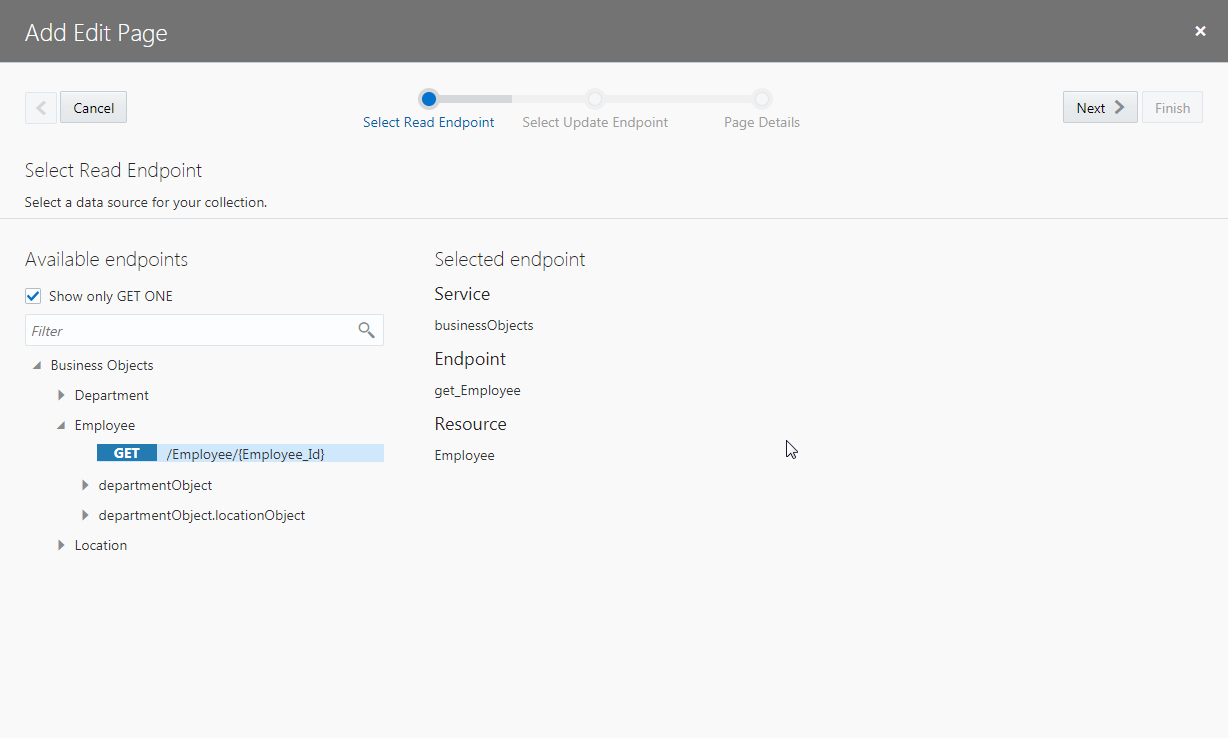 Add Edit Page
Cancel
Select Read Endpoint
Select Update Endpoint
Page Details
Next
Finish
Select Read Endpoint
Select a data source for your collection.
Available endpoints
Show only GET ONE
Filter
Business Objects
Department
Employee
GET /Employee/{Employee_Id}
departmentObject
departmentObject.locationObject
Location
Selected endpoint
Service
businessObjects
Endpoint
get_Employee
Resource
Employee